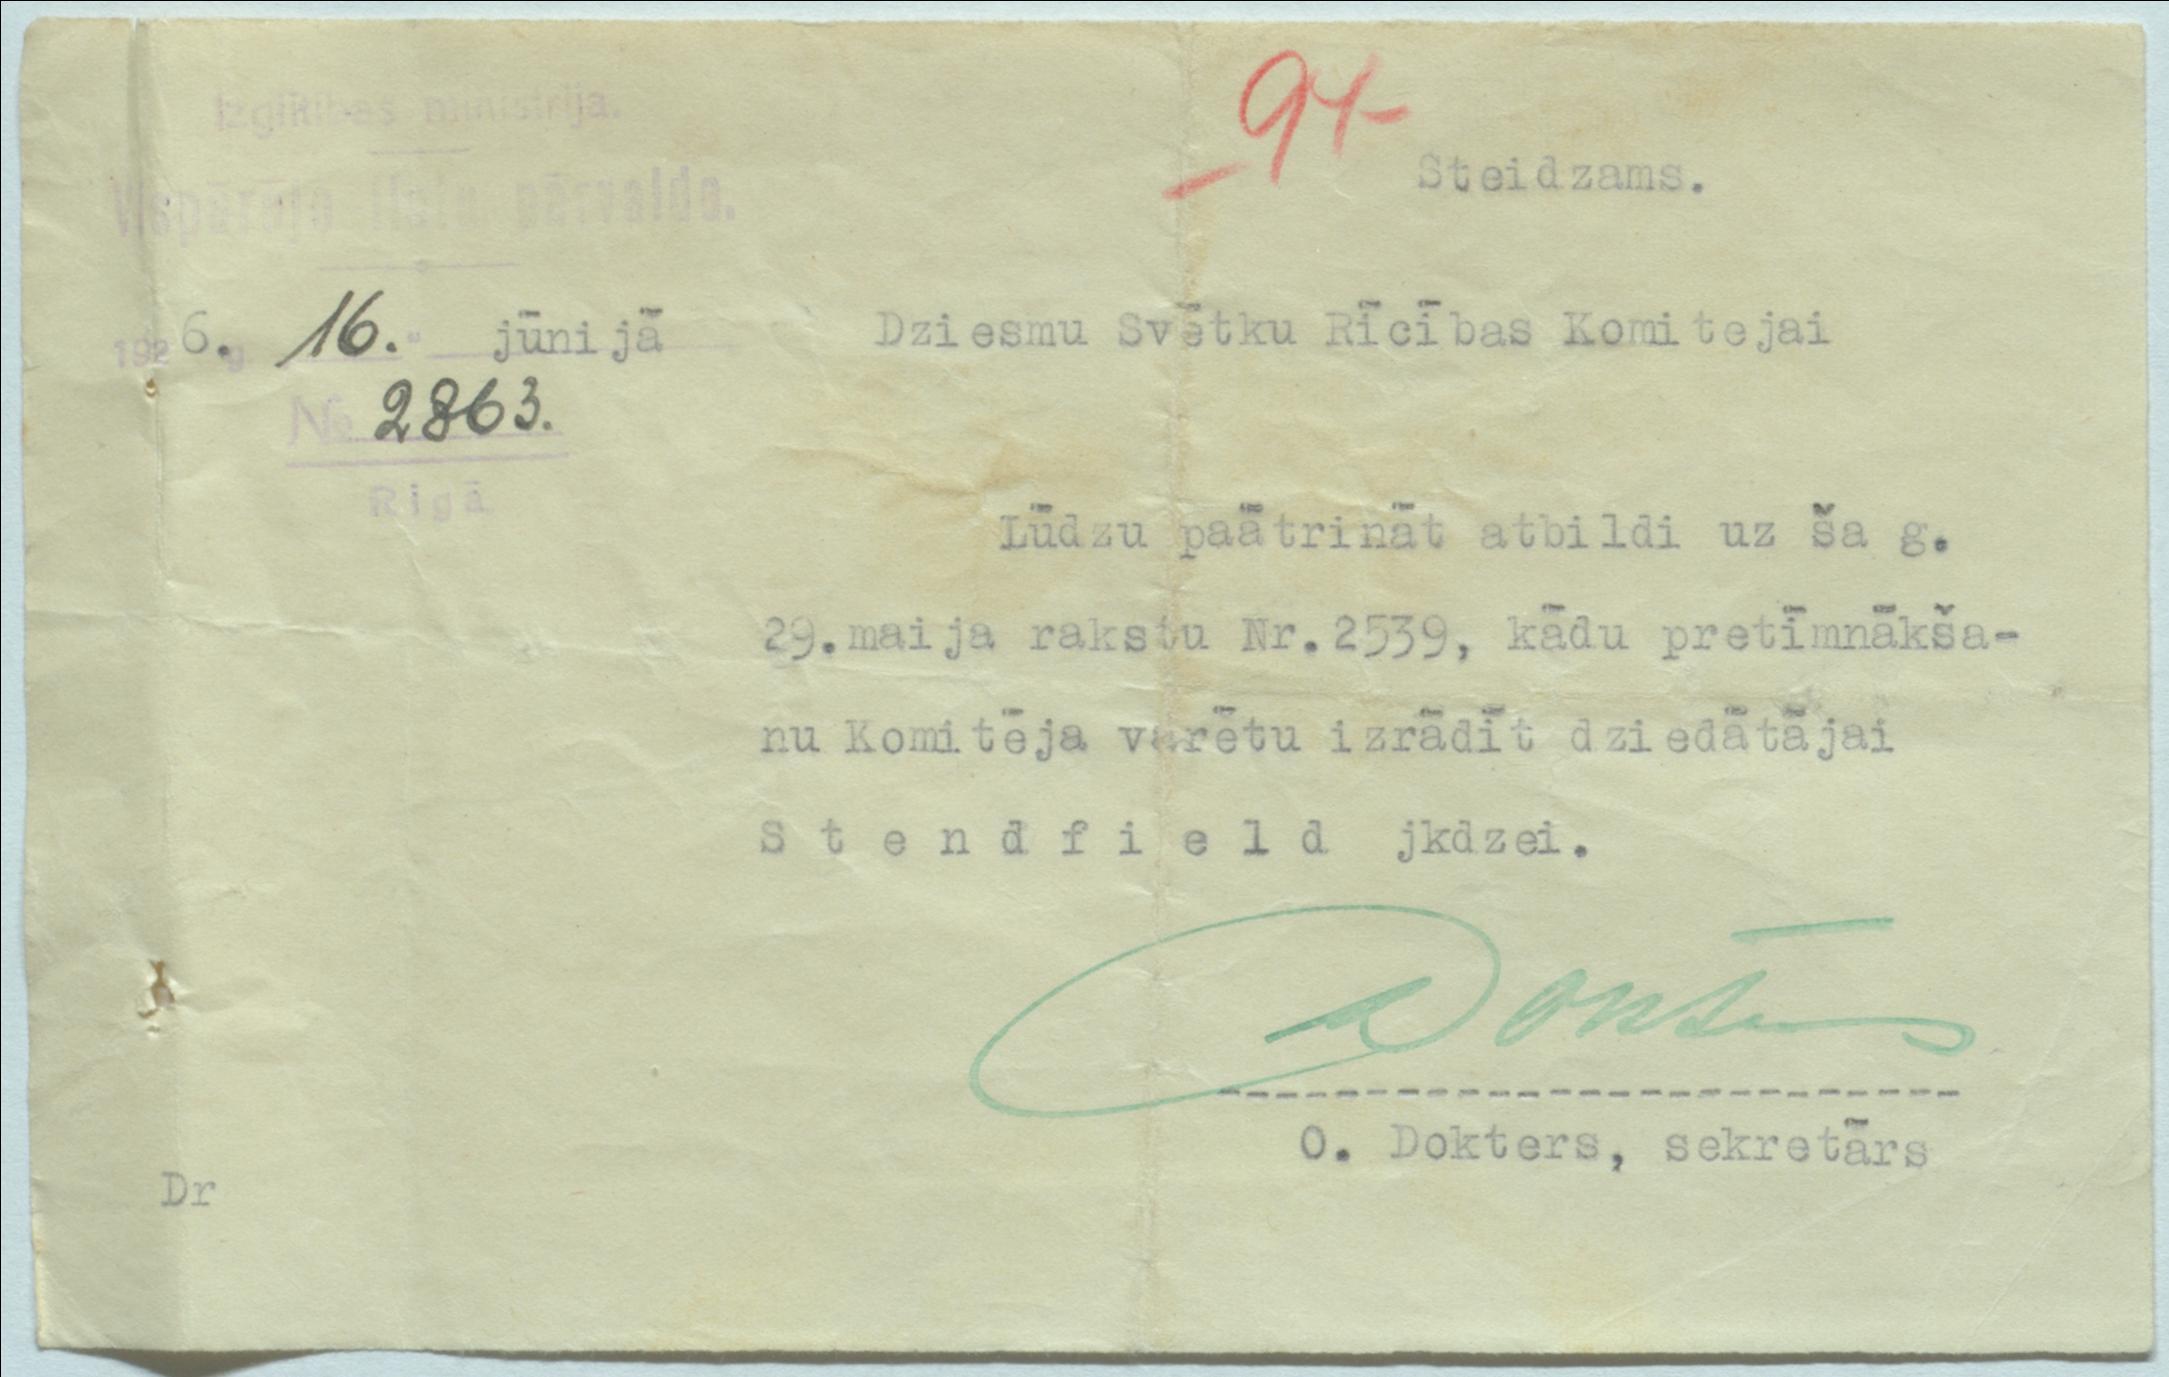 Izglītības ministrija.
Vispārējo lietu pārvalde.
94
Steidzams.
1926. g. 16. jūnijā
№ 2863.
Rīgā
Dziesmu Svētku Rīcības Komitejai
Lūdzu paātrināt atbildi uz ša g.
29.maija rakstu Nr.2539, kādu pretīmnākša-
nu Komitēja varētu izrādīt dziedātājai
S t e n d f i e l d jkdzei.
Dokters
O. Dokters, sekretārs
Dr